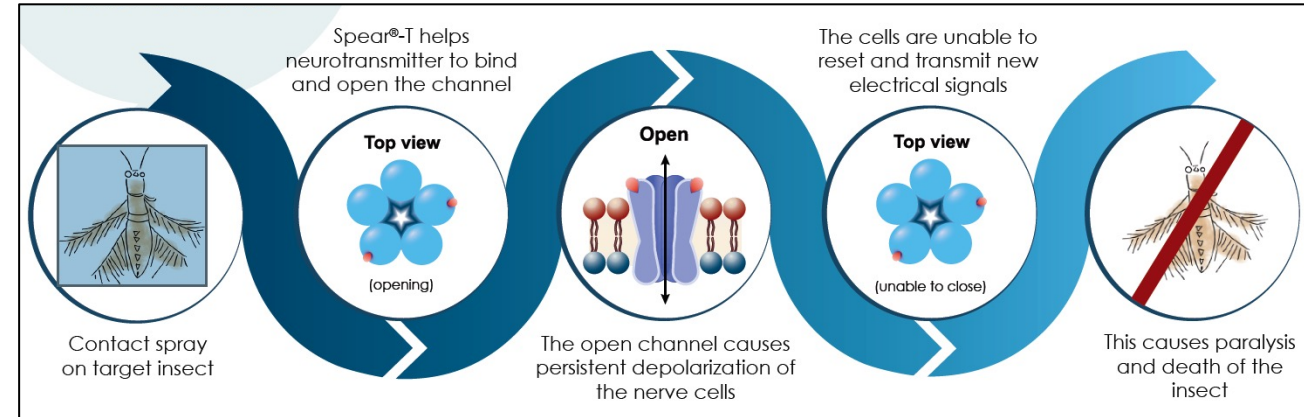 Contact spray
on target insect
Spear®-T helps
neurotransmitter to bind
and open the channel
Top view
(opening)
Open
The open channel causes
persistent depolarization of
the nerve cells
The cells are unable to
reset and transmit new
electrical signals
Top view
(unable to close)
This causes paralysis
and death of the
insect